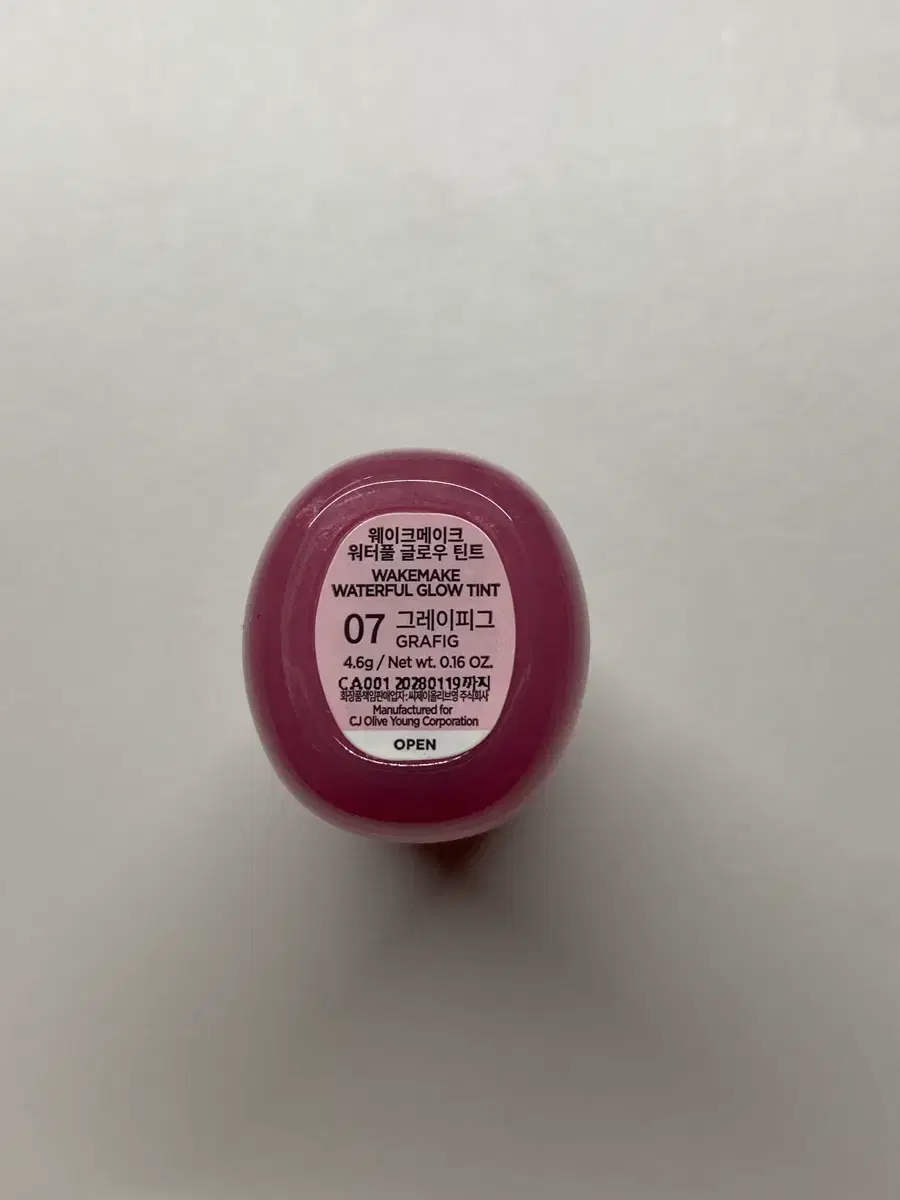 웨이크메이크
워터풀 글로우 틴트
WAKEMAKE
WATERFUL GLOW TINT
07 그레이피그
GRAFIG
4.6g / Net wt. 0.16 OZ.
CA001 20280119까지
화장품책임판매업자:씨제이올리브영 주식회사
Manufactured for
CJ Olive Young Corporation
OPEN